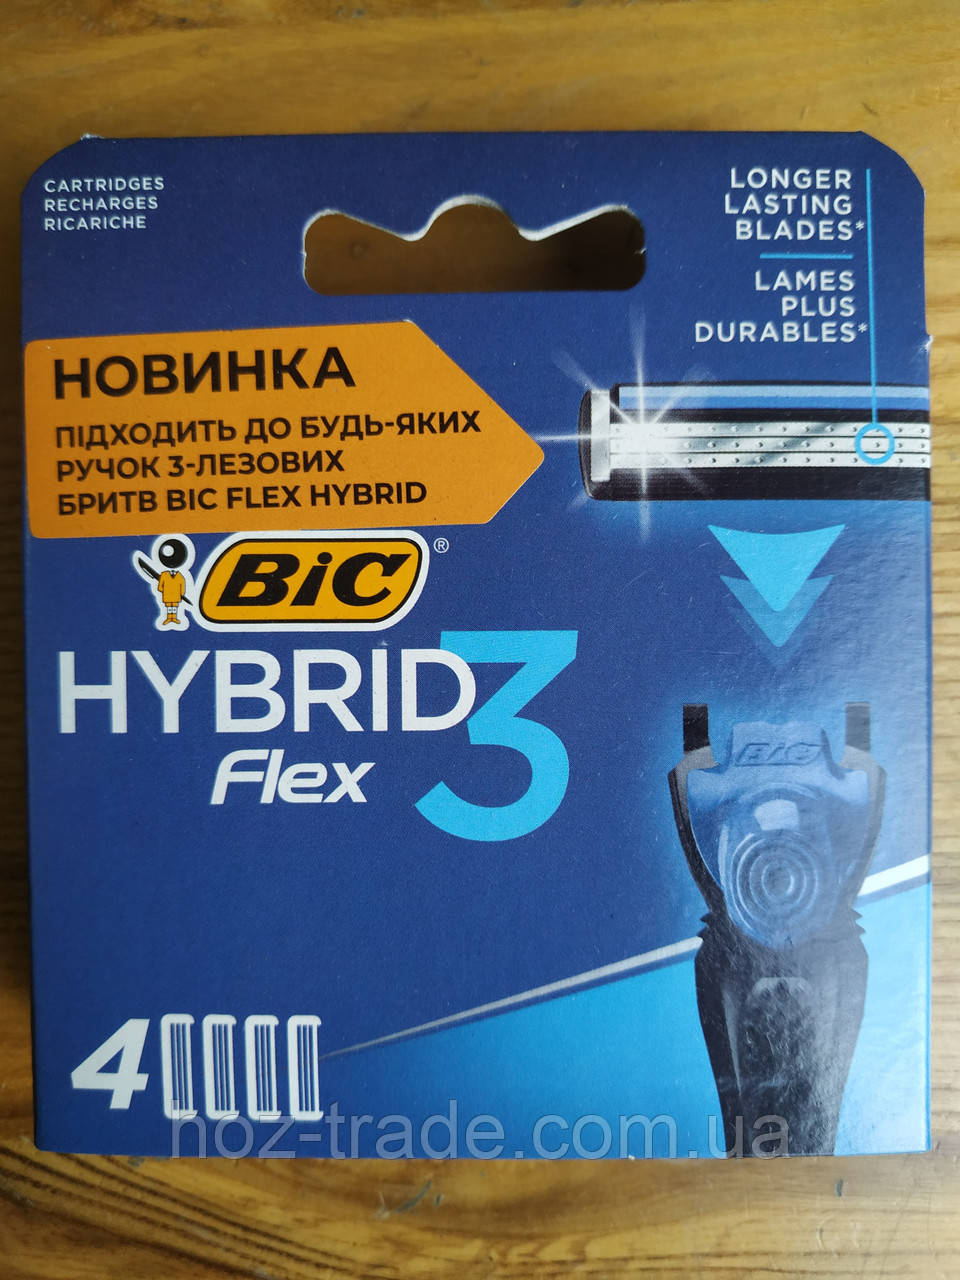 CARTRIDGES
RECHARGES
RICARICHE
LONGER
LASTING
BLADES*
LAMES
PLUS
DURABLES*
НОВИНКА
ПІДХОДИТЬ ДО БУДЬ-ЯКИХ
РУЧОК 3-ЛЕЗОВИХ
БРИТВ BIC FLEX HYBRID
BiC®
HYBRID 3
Flex
BIC
4
hoz-trade.com.ua